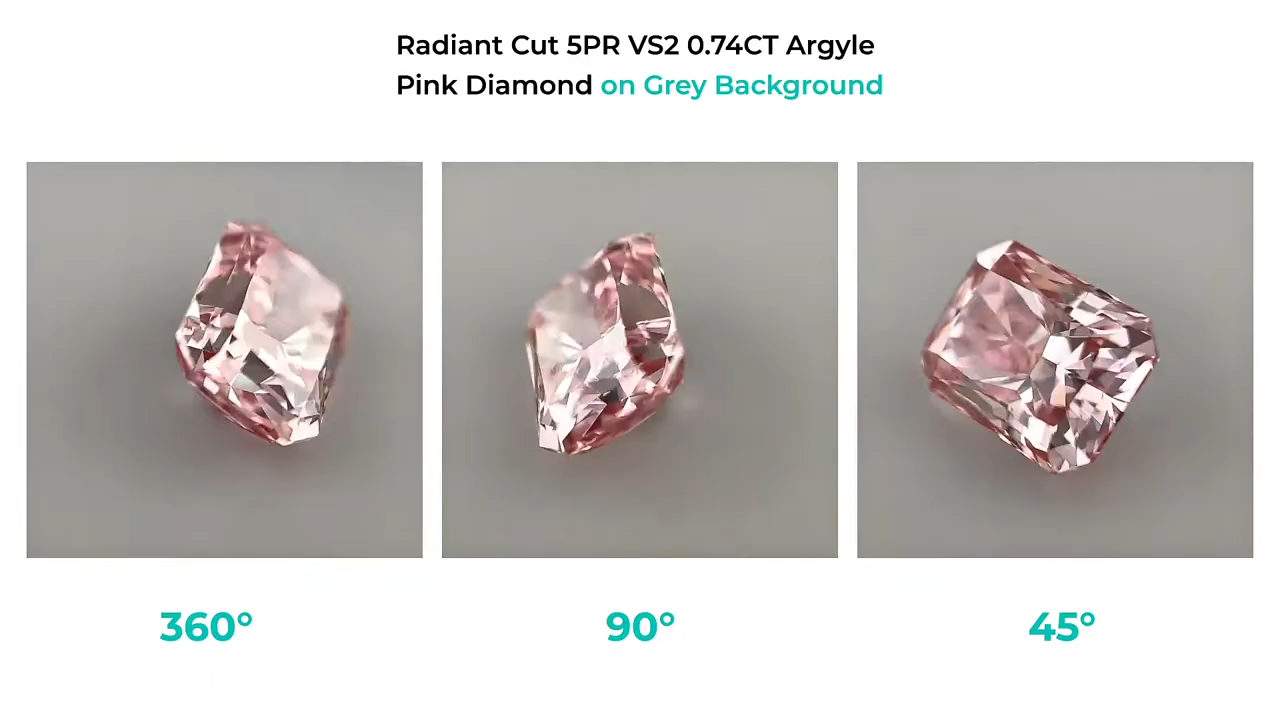 Radiant Cut 5PR VS2 0.74CT Argyle
Pink Diamond on Grey Background
360°
90°
45°